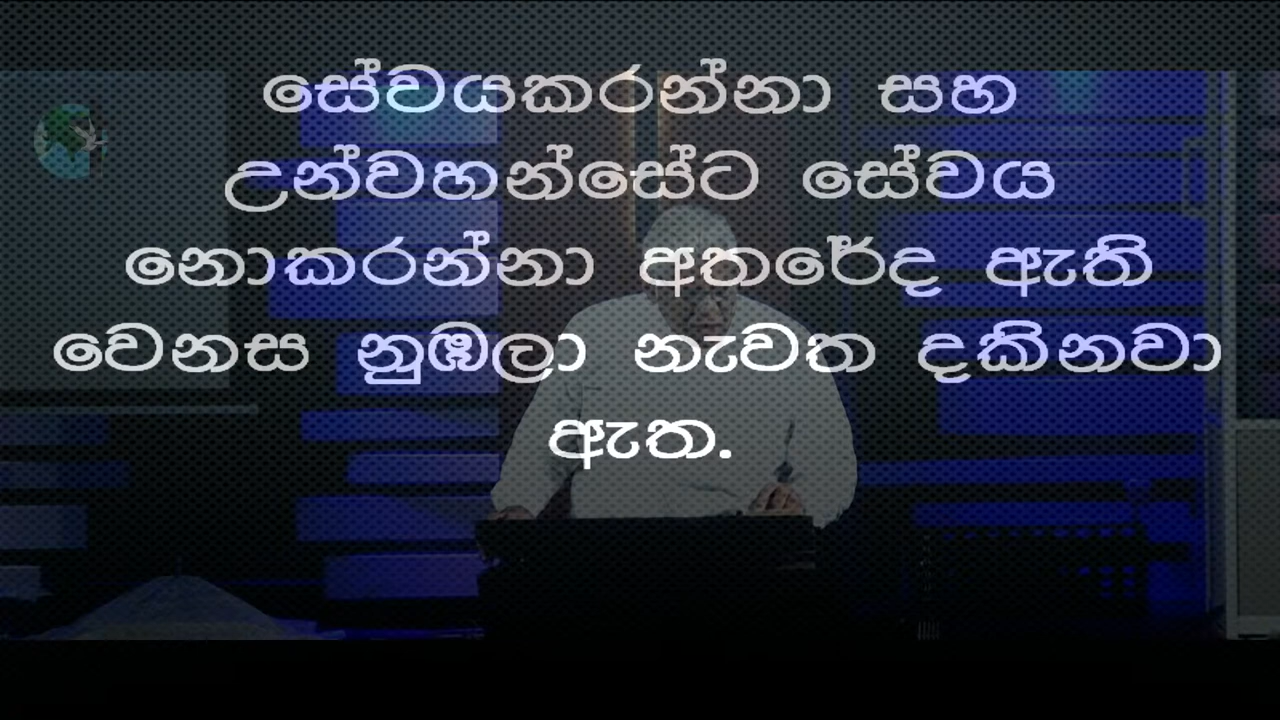 සේවයකරන්නා සහ
උන්වහන්සේට සේවය
නොකරන්නා අතරේද ඇති
වෙනස නුඹලා නැවත දකිනවා
ඇත.